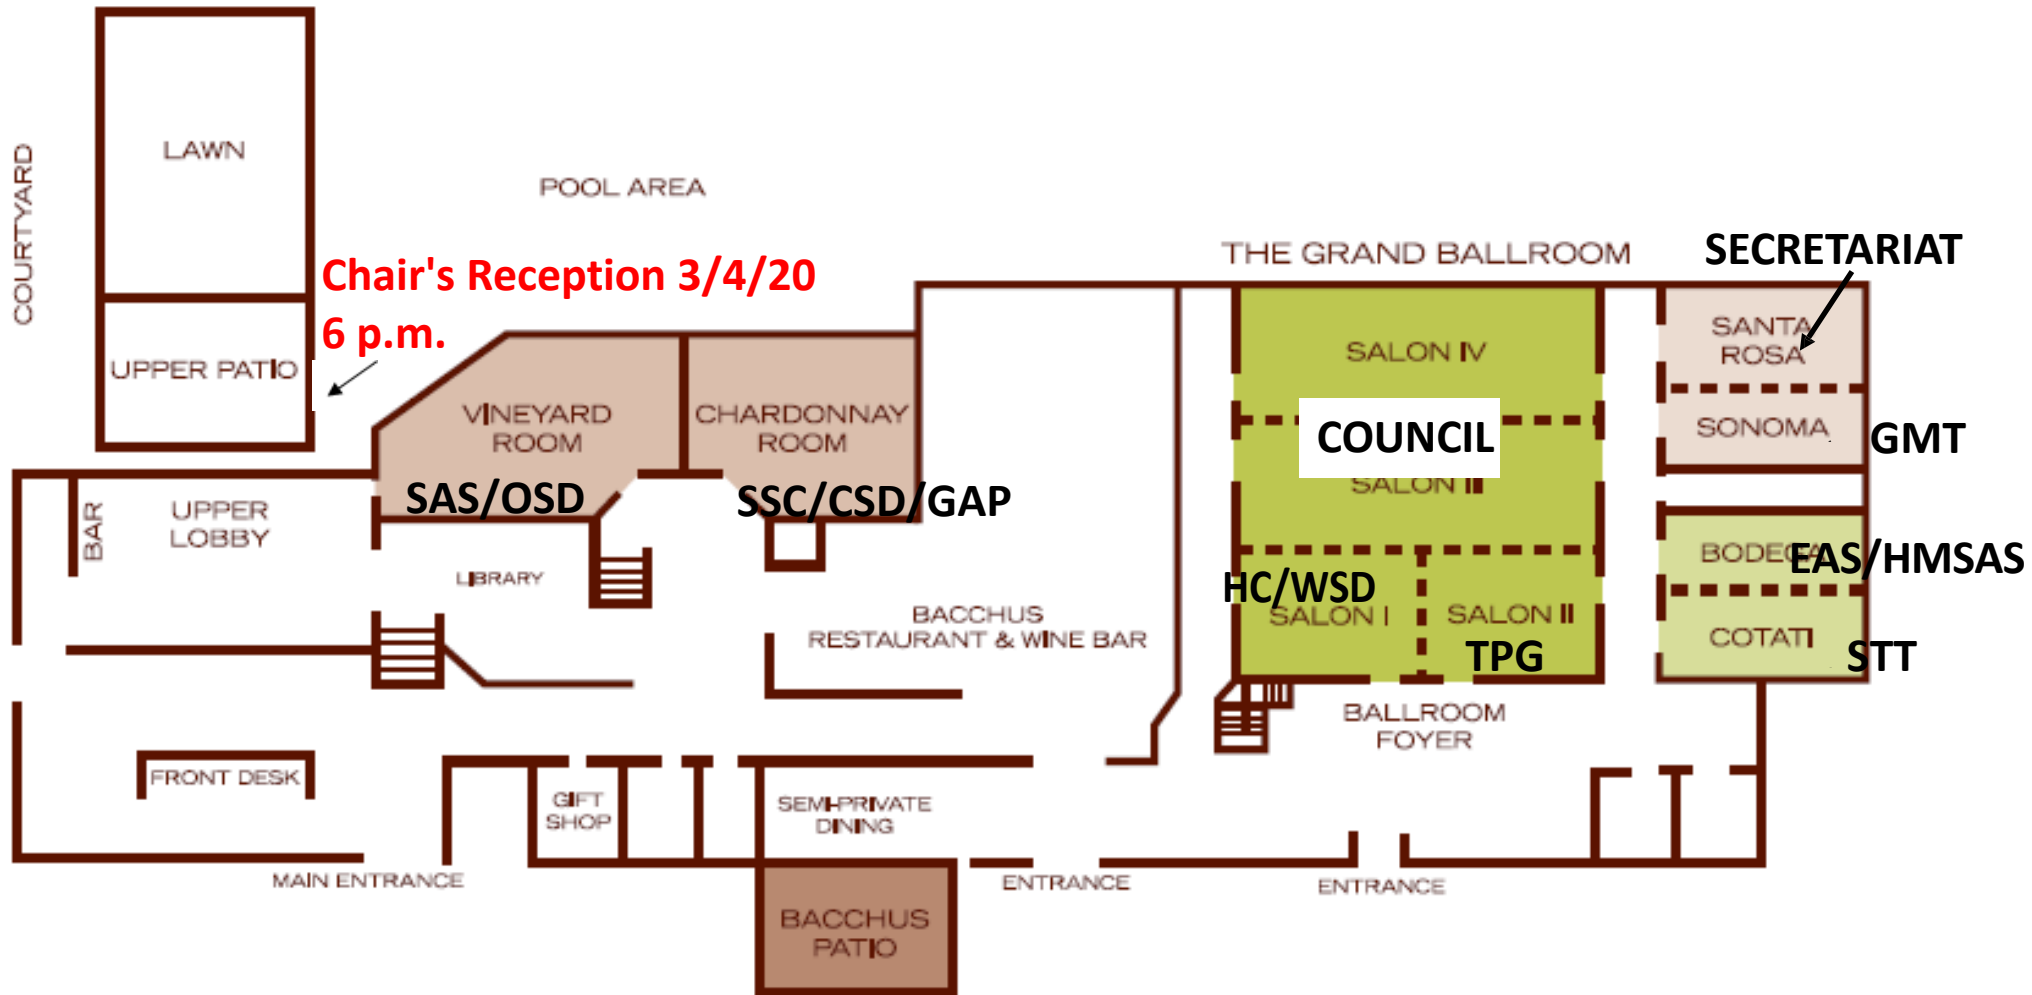 COURTYARD
LAWN
POOL AREA
UPPER PATIO
Chair's Reception 3/4/20
6 p.m.
VINEYARD
ROOM
SAS/OSD
CHARDONNAY
ROOM
SSC/CSD/GAP
THE GRAND BALLROOM
SALON IV
COUNCIL
SALON III
HC/WSD
SALON I
SALON II
TPG
SECRETARIAT
SANTA
ROSA
SONOMA
GMT
BODEGA
EAS/HMSAS
COTATI
STT
BAR
UPPER
LOBBY
LIBRARY
BACCHUS
RESTAURANT & WINE BAR
BALLROOM
FOYER
FRONT DESK
GIFT
SHOP
SEMI-PRIVATE
DINING
MAIN ENTRANCE
ENTRANCE
ENTRANCE
BACCHUS
PATIO